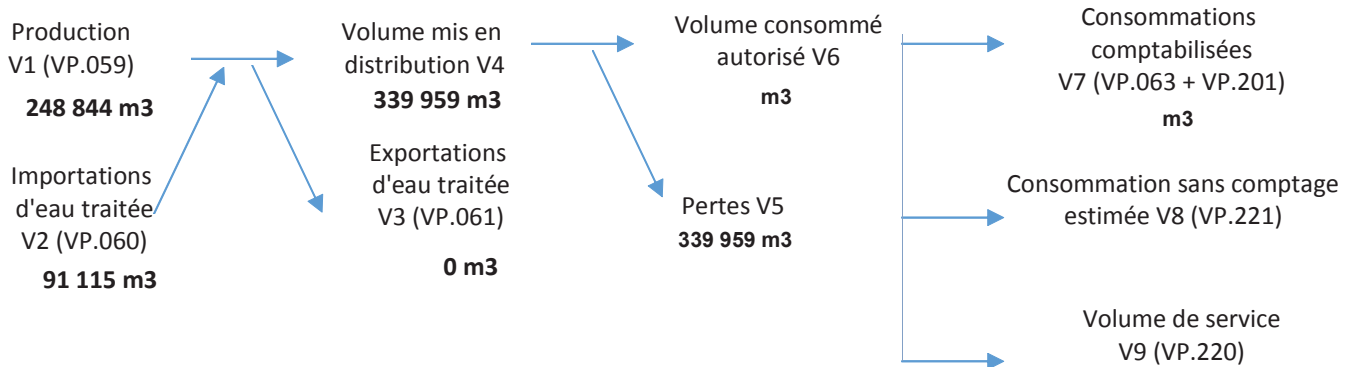 Production
V1 (VP.059)
248 844 m3
Importations
d'eau traitée
V2 (VP.060)
91 115 m3
Volume mis en
distribution V4
339 959 m3
Exportations
d'eau traitée
V3 (VP.061)
0 m3
Volume consommé
autorisé V6
m3
Pertes V5
339 959 m3
Consommations
comptabilisées
V7 (VP.063 + VP.201)
m3
Consommation sans comptage
estimée V8 (VP.221)
Volume de service
V9 (VP.220)